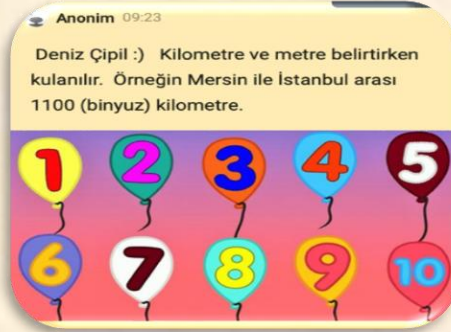 Anonim 09:23
Deniz Çipil :) Kilometre ve metre belirtirken
kulanılır. Örneğin Mersin ile İstanbul arası
1100 (binyuz) kilometre.
1 2 3 4 5
6 7 8 9 10